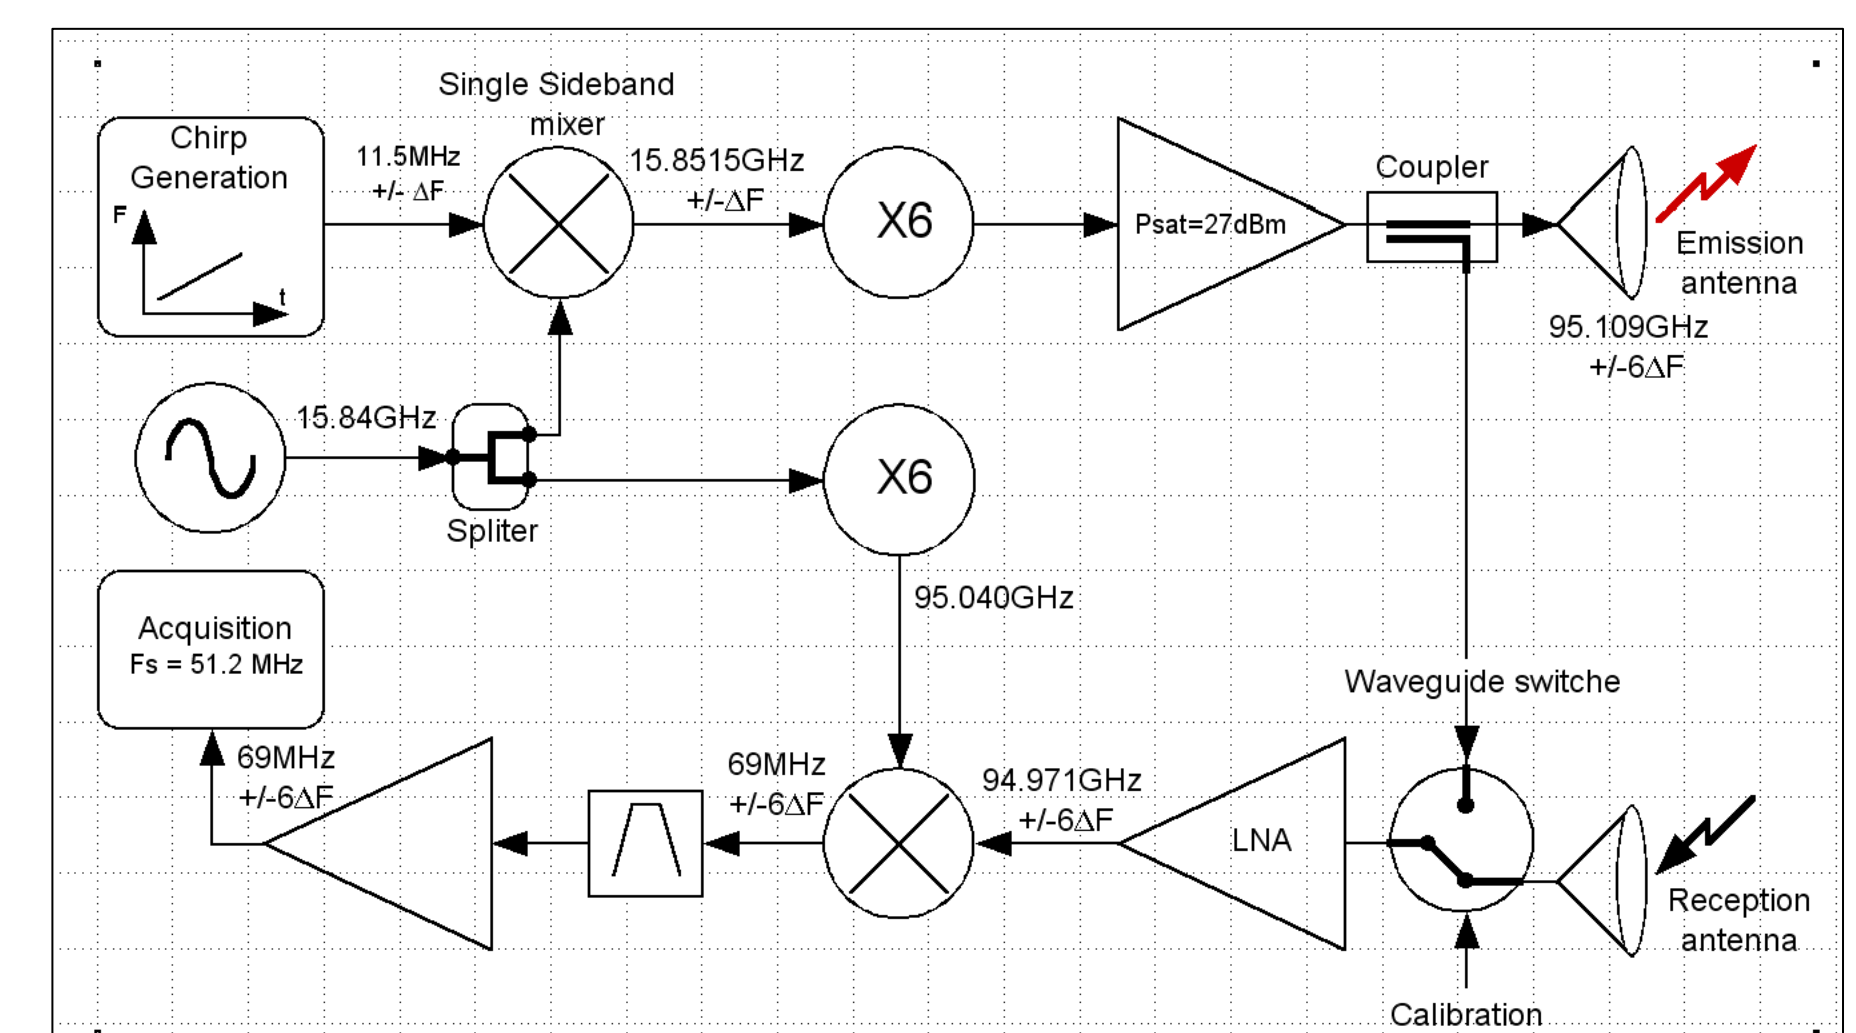 Single Sideband
mixer
Chirp
Generation
F
t
11.5MHz
+/- ΔF
15.8515GHz
+/-ΔF
X6
Psat=27dBm
Coupler
Emission
antenna
95.109GHz
+/-6ΔF
15.84GHz
Spliter
X6
95.040GHz
Acquisition
Fs = 51.2 MHz
69MHz
+/-6ΔF
69MHz
+/-6ΔF
94.971GHz
+/-6ΔF
LNA
Waveguide switche
Reception
antenna
Calibration